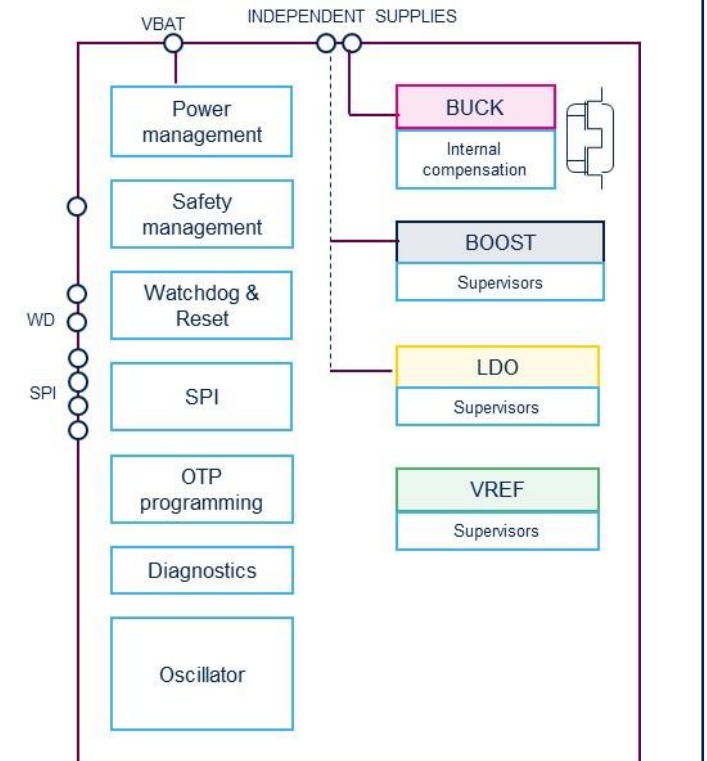 VBAT
INDEPENDENT SUPPLIES
Power
management
Safety
management
Watchdog &
Reset
SPI
OTP
programming
Diagnostics
Oscillator
WD
SPI
BUCK
Internal
compensation
BOOST
Supervisors
LDO
Supervisors
VREF
Supervisors